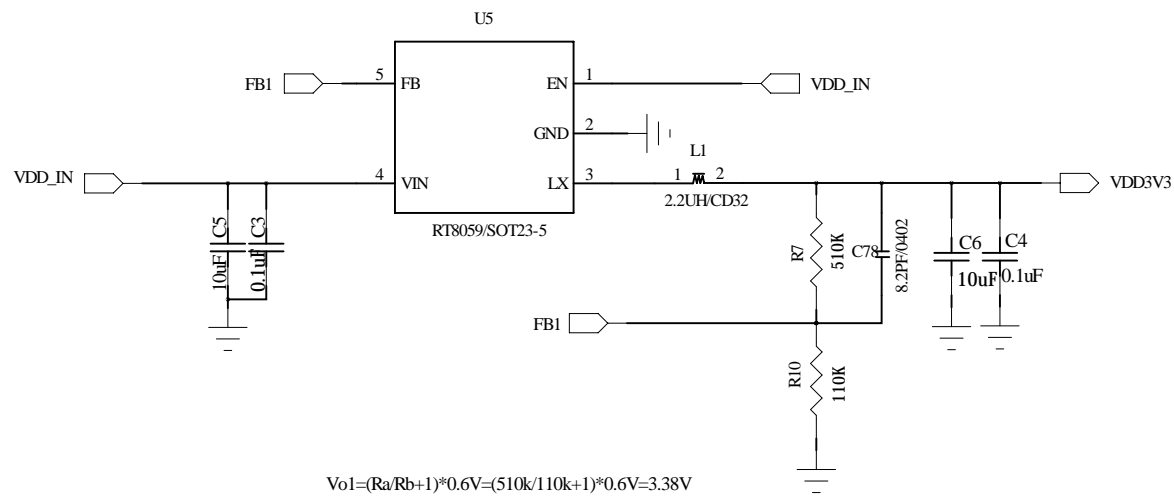 U5
FB1
5
FB
EN
1
VDD_IN
GND
2
VDD_IN
4
VIN
LX
3
L1
1
2
2.2UH/CD32
VDD3V3
RT8059/SOT23-5
C5
10uF
C3
0.1uF
R7
510K
C78
8.2PF/0402
C6
10uF
C4
0.1uF
FB1
R10
110K
Vo1=(Ra/Rb+1)*0.6V=(510k/110k+1)*0.6V=3.38V